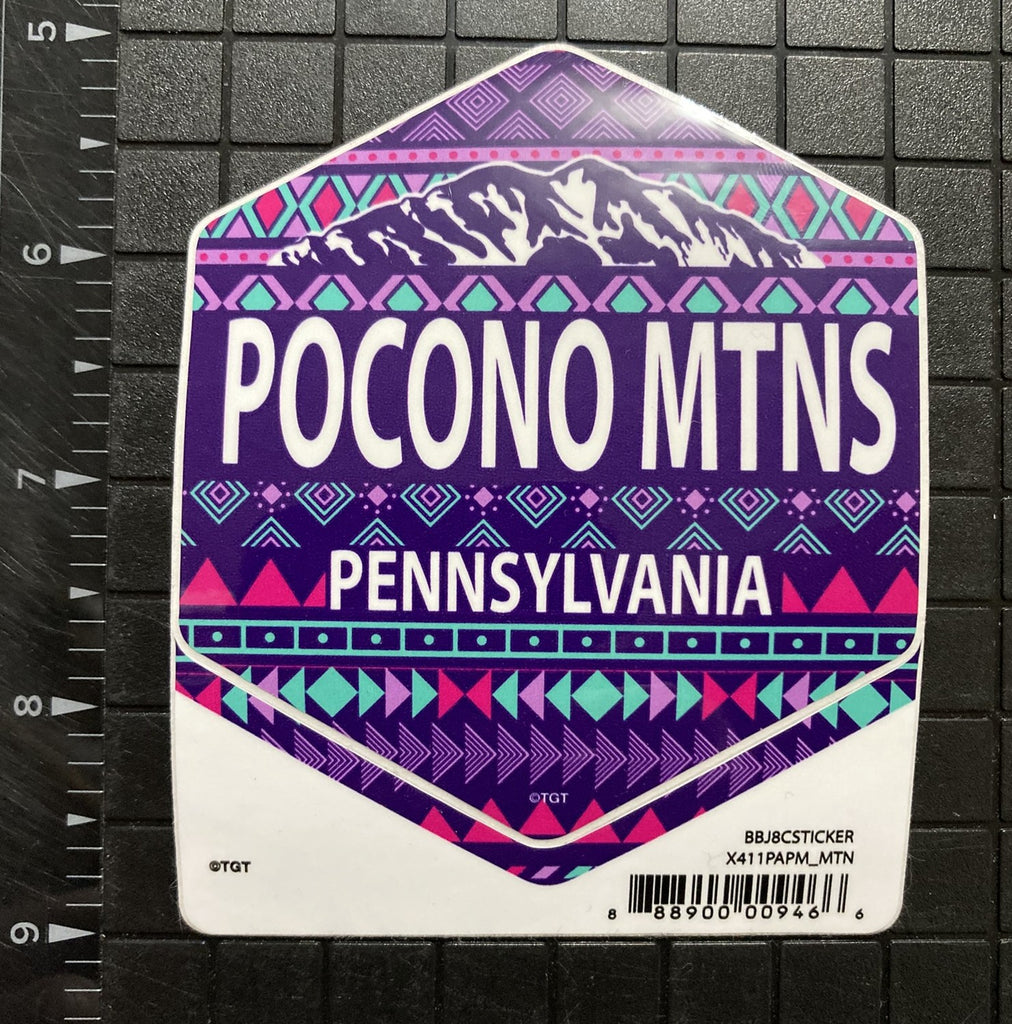 5
6
7
8
9
POCONO MTNS
PENNSYLVANIA
©TGT
©TGT
BBJ8CSTICKER
X411PAPM_MTN
8 88900 00946 6